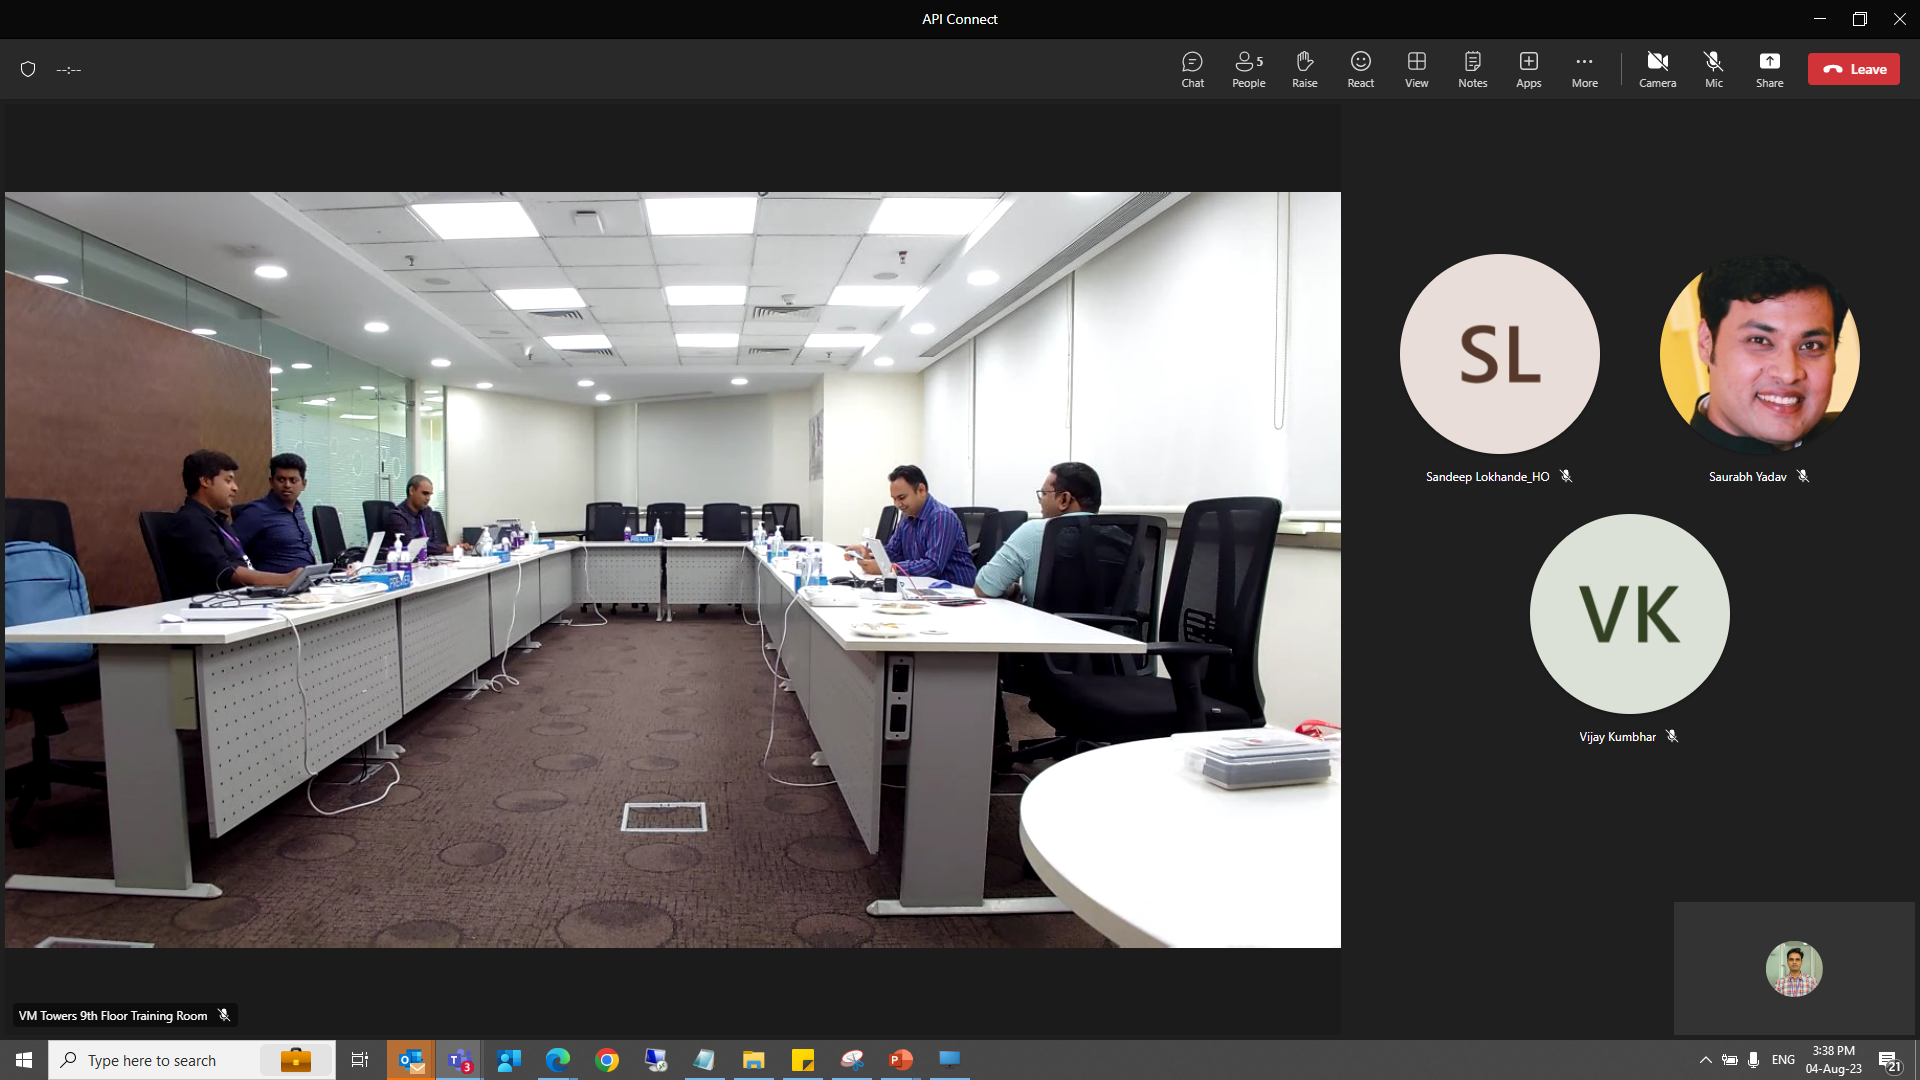 API Connect
--:--
Chat
People
5
Raise
React
View
Notes
Apps
More
Camera
Mic
Share
Leave
SL
Sandeep Lokhande_HO
Saurabh Yadav
VK
Vijay Kumbhar
VM Towers 9th Floor Training Room
Type here to search
3
ENG
3:38 PM
04-Aug-23
21